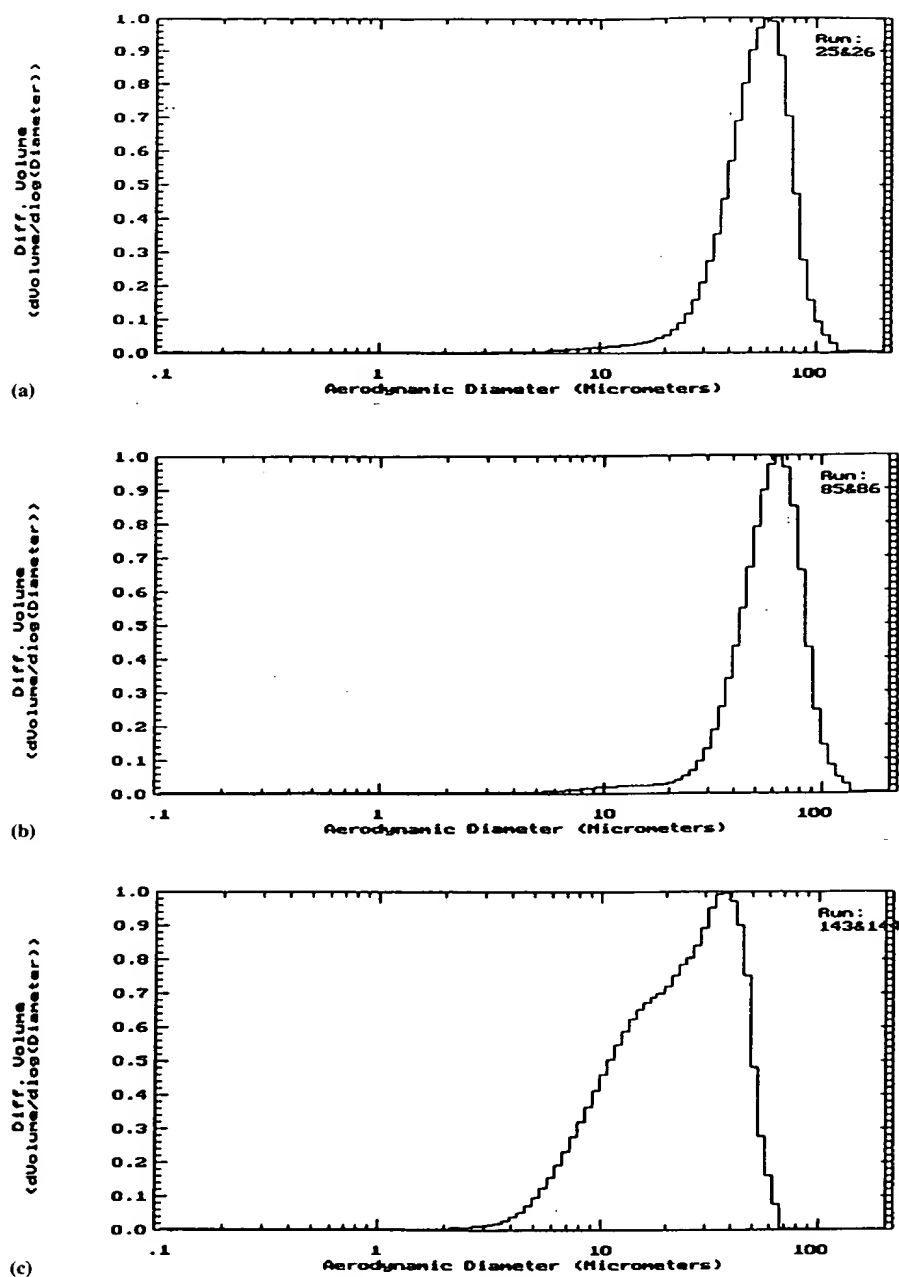 Run:
25&26
1.0
0.9
0.8
0.7
0.6
0.5
0.4
0.3
0.2
0.1
0.0
Diff. Volume
(dVolume/dlog(Diameter))
.1 1 10 100
Aerodynamic Diameter (Micrometers)
(a)
Run:
85&86
1.0
0.9
0.8
0.7
0.6
0.5
0.4
0.3
0.2
0.1
0.0
Diff. Volume
(dVolume/dlog(Diameter))
.1 1 10 100
Aerodynamic Diameter (Micrometers)
(b)
Run:
143&144
1.0
0.9
0.8
0.7
0.6
0.5
0.4
0.3
0.2
0.1
0.0
Diff. Volume
(dVolume/dlog(Diameter))
.1 1 10 100
Aerodynamic Diameter (Micrometers)
(c)